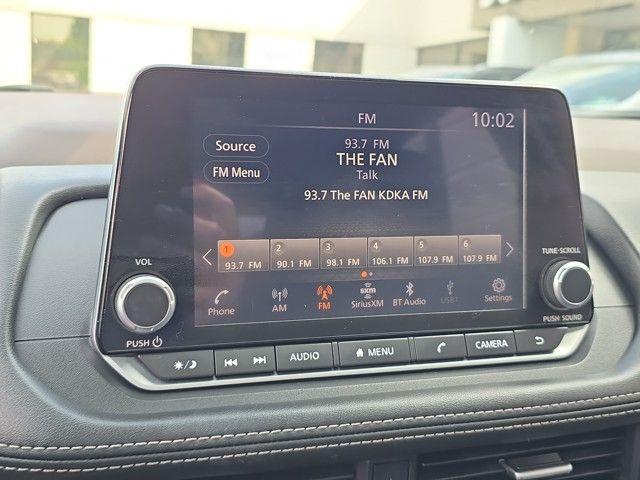 FM
10:02
Source
FM Menu
93.7 FM
THE FAN
Talk
93.7 The FAN KDKA FM
1 2 3 4 5 6
93.7 FM 90.1 FM 98.1 FM 106.1 FM 107.9 FM 107.9 FM
Phone AM FM SiriusXM BT Audio USB1 Settings
sxm
VOL
PUSH
TUNE·SCROLL
PUSH SOUND
AUDIO MENU CAMERA